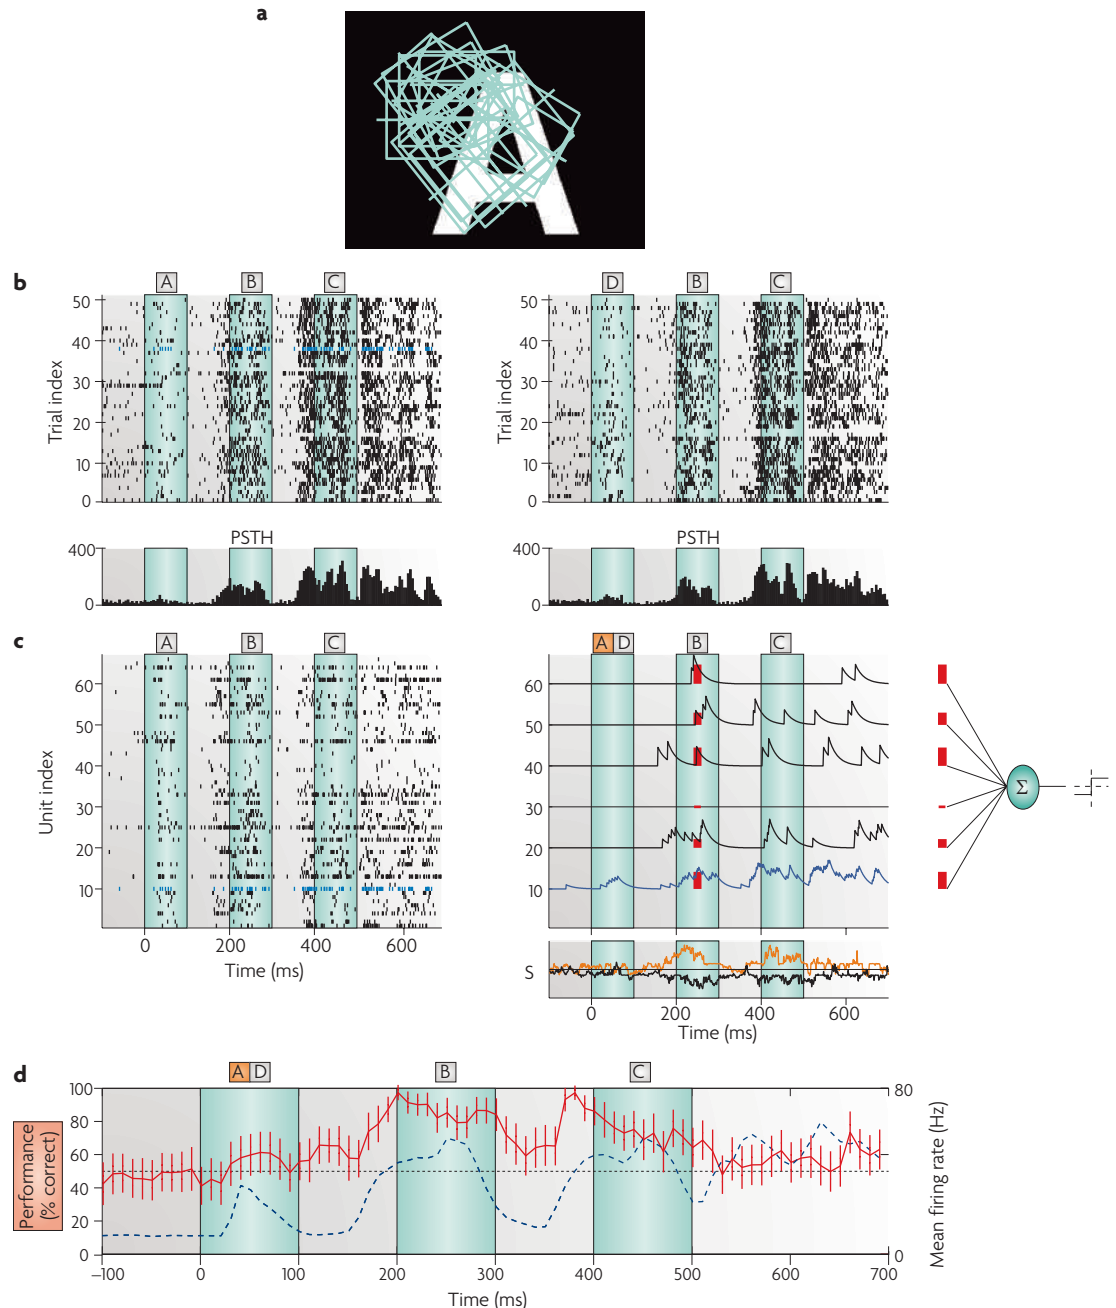 a
b
A B C
D B C
50
40
30
20
10
0
Trial index
50
40
30
20
10
0
Trial index
PSTH
400
0
PSTH
400
0
c
A B C
A D B C
60
50
40
30
20
10
Unit index
0 200 400 600
Time (ms)
60
50
40
30
20
10
Σ
S
0 200 400 600
Time (ms)
d
A D B C
100
80
60
40
20
0
Performance
(% correct)
80
0
Mean firing rate (Hz)
–100 0 100 200 300 400 500 600 700
Time (ms)